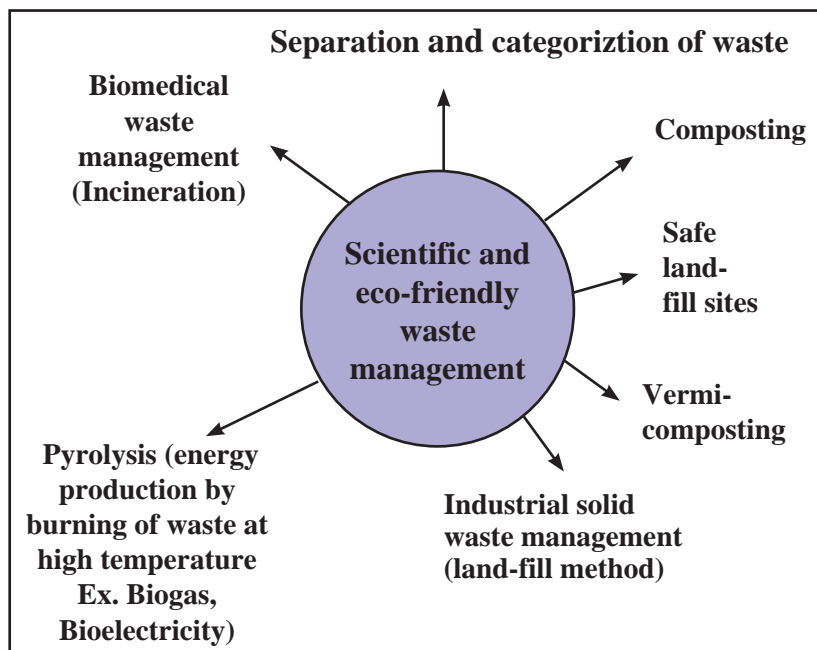 Separation and categoriztion of waste
Biomedical
waste
management
(Incineration)
Composting
Scientific and
eco-friendly
waste
management
Safe
land-
fill sites
Vermi-
composting
Pyrolysis (energy
production by
burning of waste at
high temperature
Ex. Biogas,
Bioelectricity)
Industrial solid
waste management
(land-fill method)